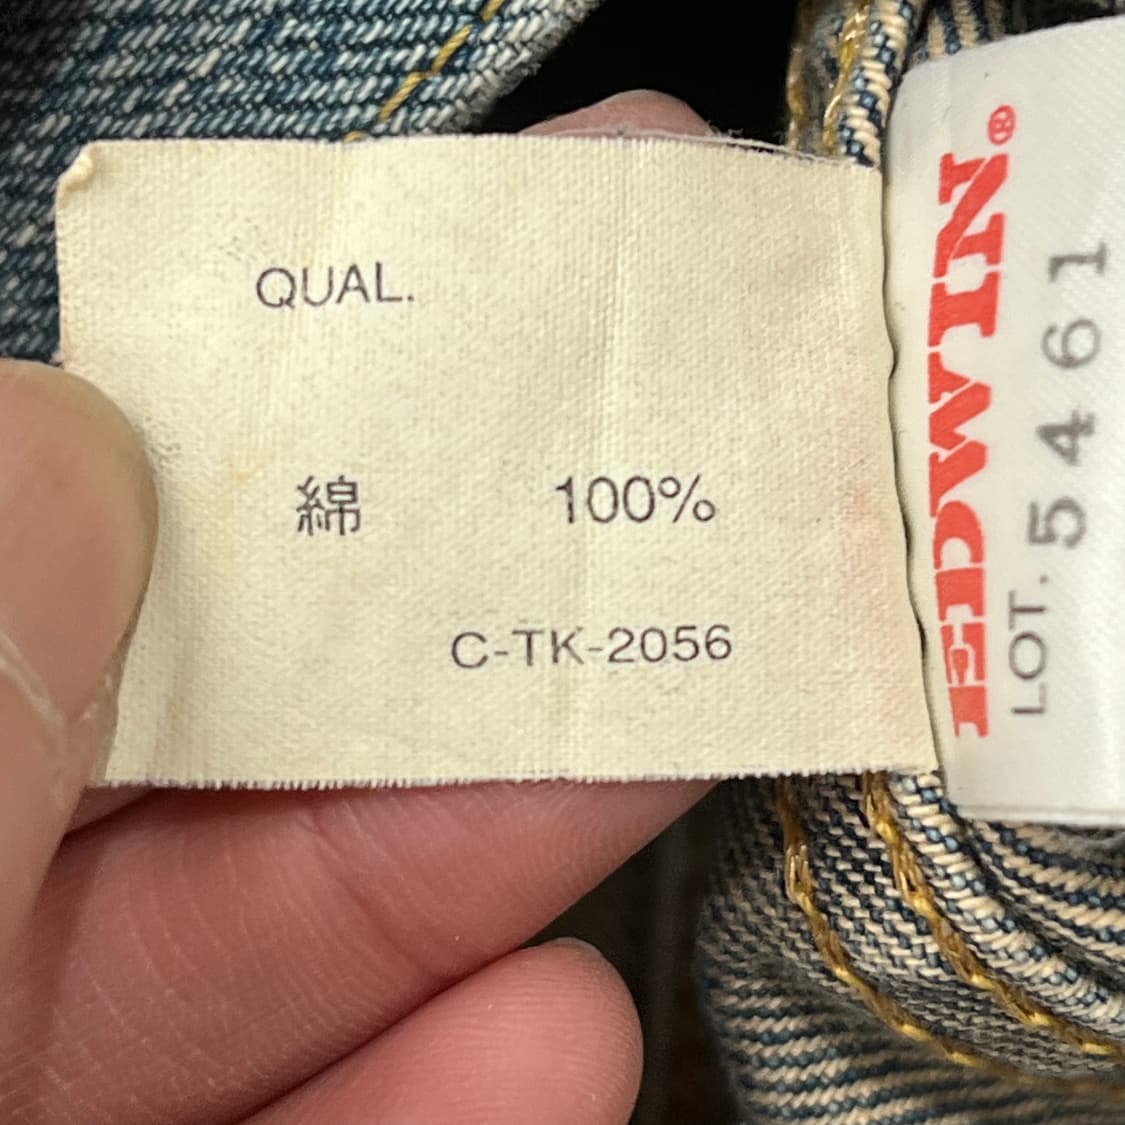 QUAL.
綿 100%
C-TK-2056
EDWIN®
LOT. 5461